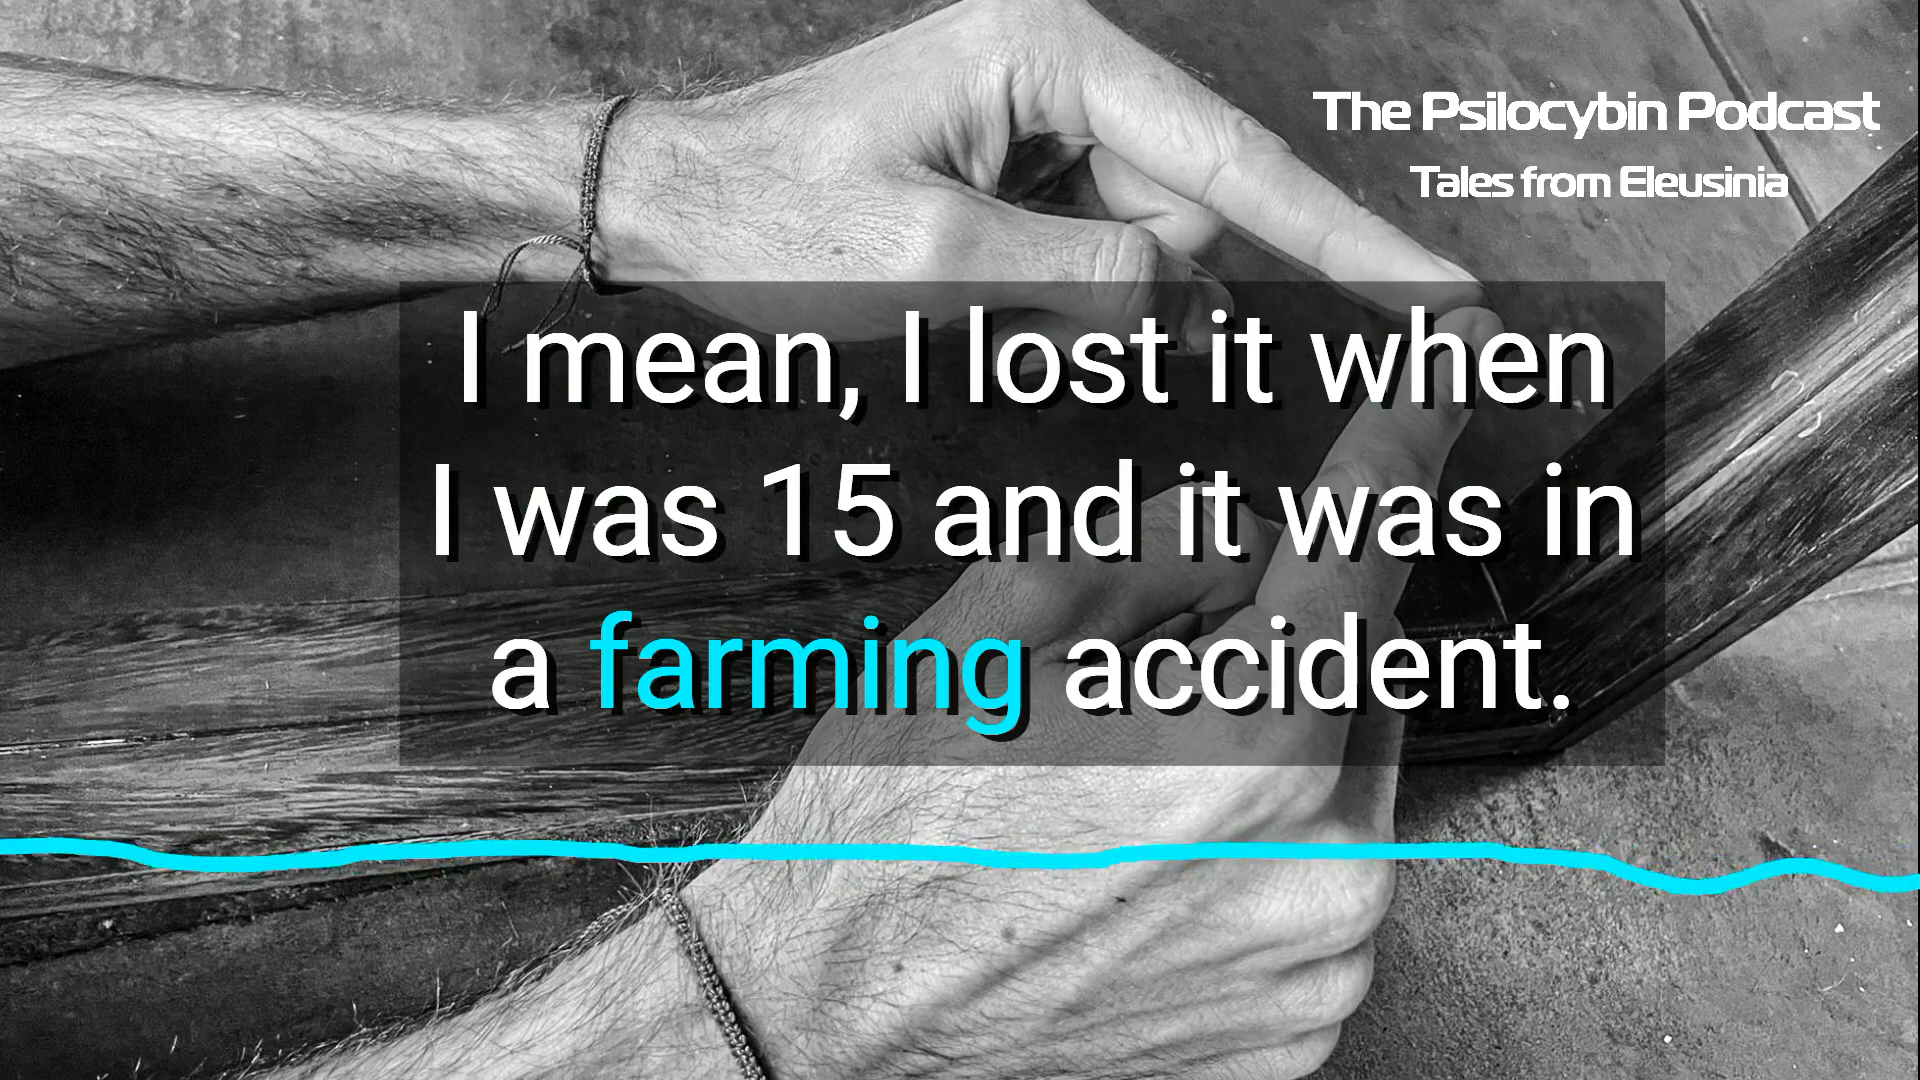 The Psilocybin Podcast
Tales from Eleusinia
I mean, I lost it when
I was 15 and it was in
a farming accident.